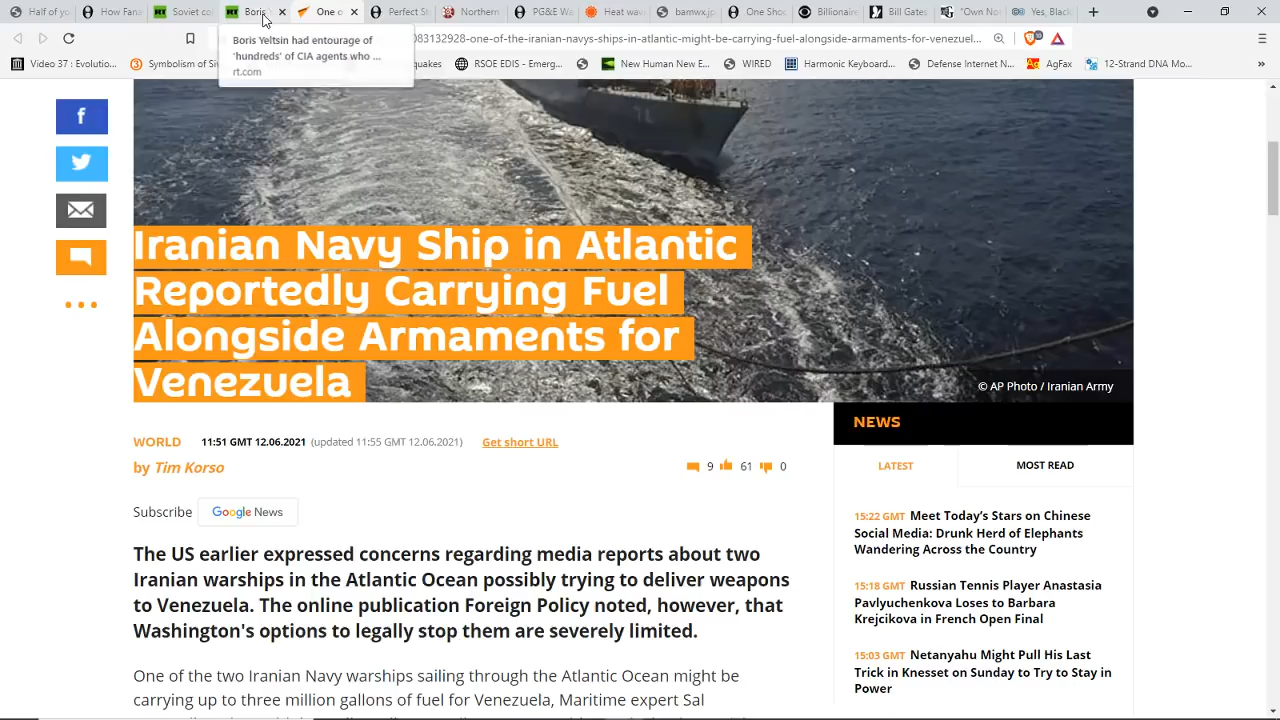 Half of yo
How Fans
Soviet co
Boris
One o
Perfect St
Northern
PG&E W
Heat wav
bamwx.p
One Shoc
Billionai
Bill Gates
"Own No
Yes, Black
083132928-one-of-the-iranian-navys-ships-in-atlantic-might-be-carrying-fuel-alongside-armaments-for-venezuel...
Video 37 y: Evolutio...
Symbolism of S
quakes
RSOE EDIS - Emerg...
New Human New E...
WIRED
Harmonic Keyboard...
AgFax
12-Strand DNA Mo...
Boris Yeltsin had entourage of
'hundreds' of CIA agents who ...
rt.com
Iranian Navy Ship in Atlantic
Reportedly Carrying Fuel
Alongside Armaments for
Venezuela
© AP Photo / Iranian Army
WORLD 11:51 GMT 12.06.2021 (updated 11:55 GMT 12.06.2021) Get short URL
by Tim Korso
9 61 0
Subscribe Google News
The US earlier expressed concerns regarding media reports about two
Iranian warships in the Atlantic Ocean possibly trying to deliver weapons
to Venezuela. The online publication Foreign Policy noted, however, that
Washington's options to legally stop them are severely limited.
One of the two Iranian Navy warships sailing through the Atlantic Ocean might be
carrying up to three million gallons of fuel for Venezuela, Maritime expert Sal
NEWS
LATEST MOST READ
15:22 GMT Meet Today's Stars on Chinese
Social Media: Drunk Herd of Elephants
Wandering Across the Country
15:18 GMT Russian Tennis Player Anastasia
Pavlyuchenkova Loses to Barbara
Krejcikova in French Open Final
15:03 GMT Netanyahu Might Pull His Last
Trick in Knesset on Sunday to Try to Stay in
Power